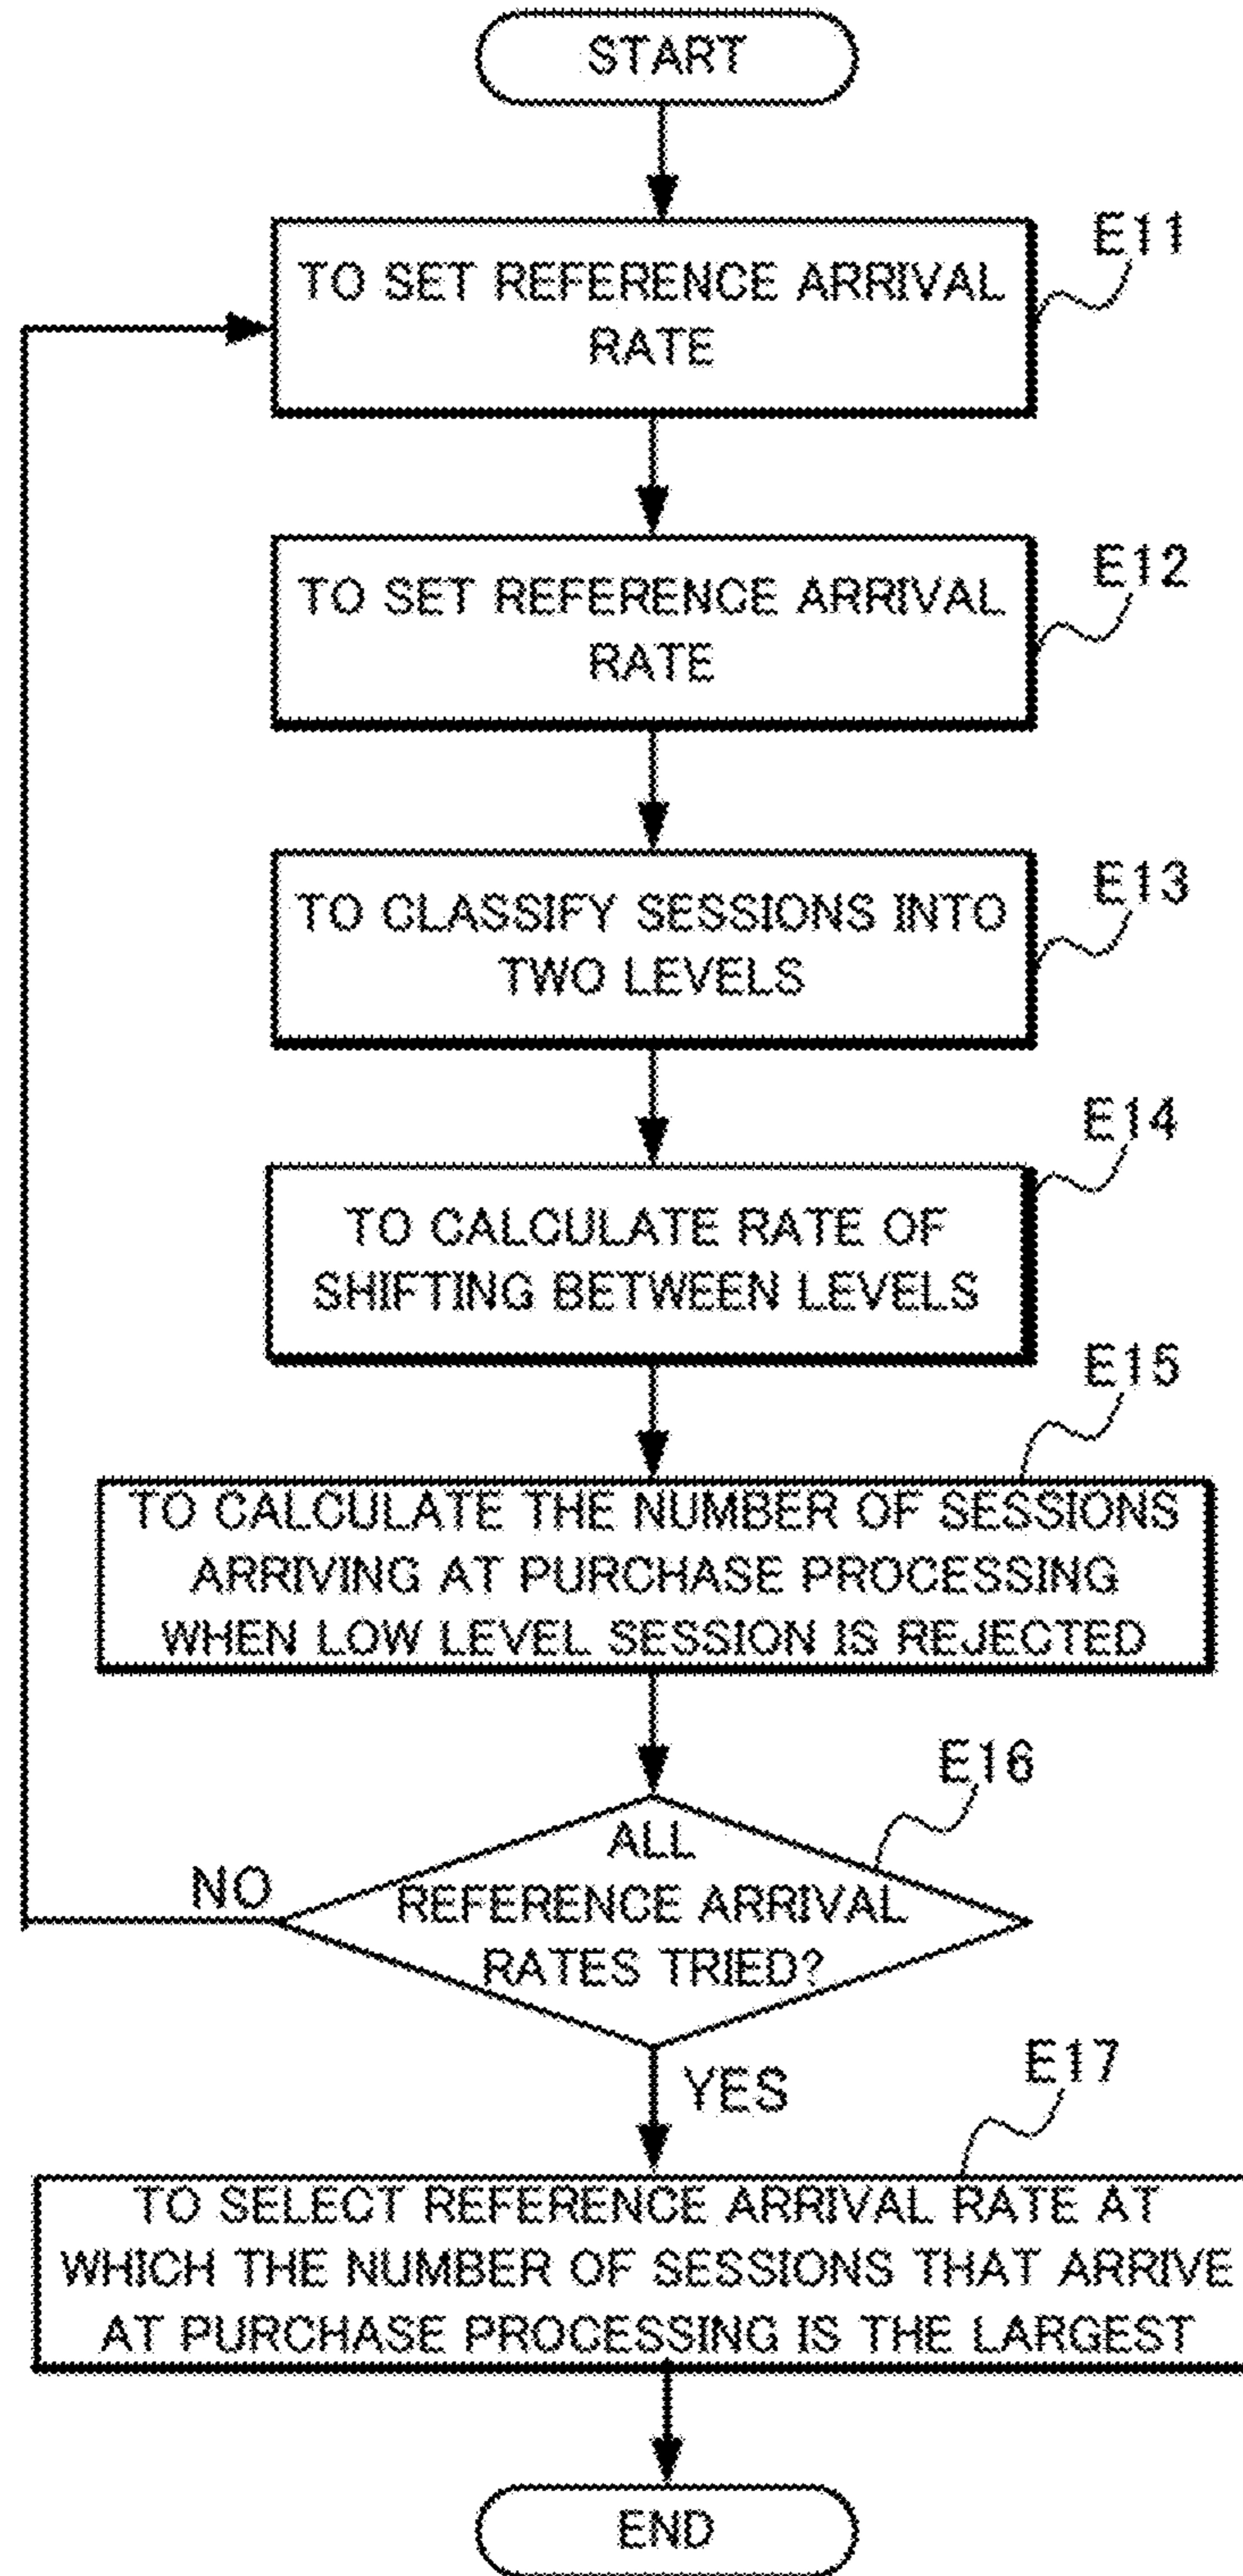 START
E11
TO SET REFERENCE ARRIVAL
RATE
E12
TO SET REFERENCE ARRIVAL
RATE
E13
TO CLASSIFY SESSIONS INTO
TWO LEVELS
E14
TO CALCULATE RATE OF
SHIFTING BETWEEN LEVELS
E15
TO CALCULATE THE NUMBER OF SESSIONS
ARRIVING AT PURCHASE PROCESSING
WHEN LOW LEVEL SESSION IS REJECTED
E16
ALL
REFERENCE ARRIVAL
RATES TRIED?
NO
YES
E17
TO SELECT REFERENCE ARRIVAL RATE AT
WHICH THE NUMBER OF SESSIONS THAT ARRIVE
AT PURCHASE PROCESSING IS THE LARGEST
END